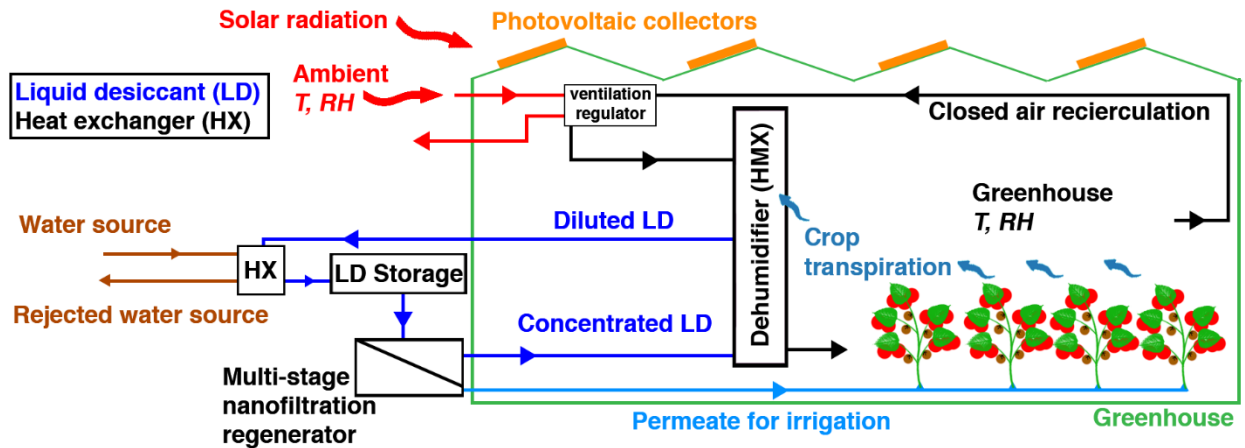 Solar radiation
Photovoltaic collectors
Ambient
T, RH
Liquid desiccant (LD)
Heat exchanger (HX)
ventilation
regulator
Closed air recierculation
Dehumidifier (HMX)
Greenhouse
T, RH
Water source
Diluted LD
Crop
transpiration
HX
LD Storage
Rejected water source
Concentrated LD
Multi-stage
nanofiltration
regenerator
Permeate for irrigation
Greenhouse